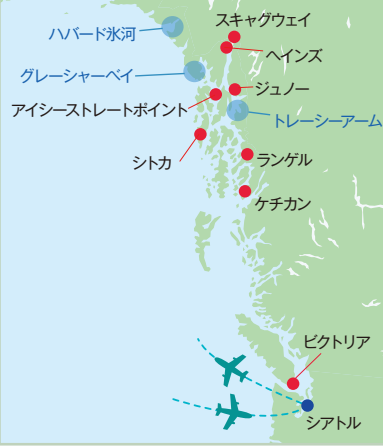 スキャグウェイ
ハバード氷河
ヘインズ
グレーシャーベイ
ジュノー
アイシーストレートポイント
トレーシーアーム
シトカ
ランゲル
ケチカン
ビクトリア
シアトル